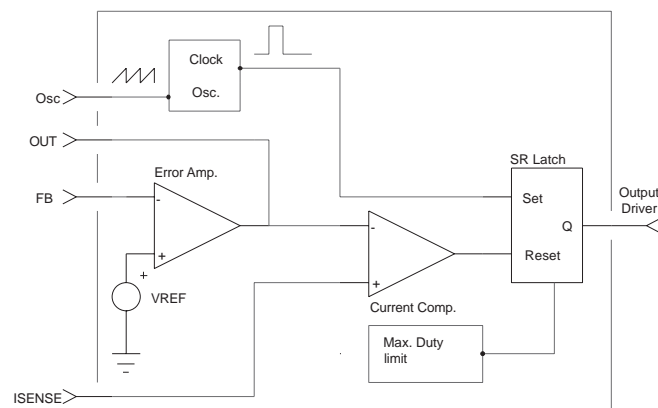 Clock
Osc.
Osc
OUT
Error Amp.
SR Latch
FB
-
Set
Output
Driver
Q
-
+
+
VREF
Reset
+
Current Comp.
Max. Duty
limit
ISENSE